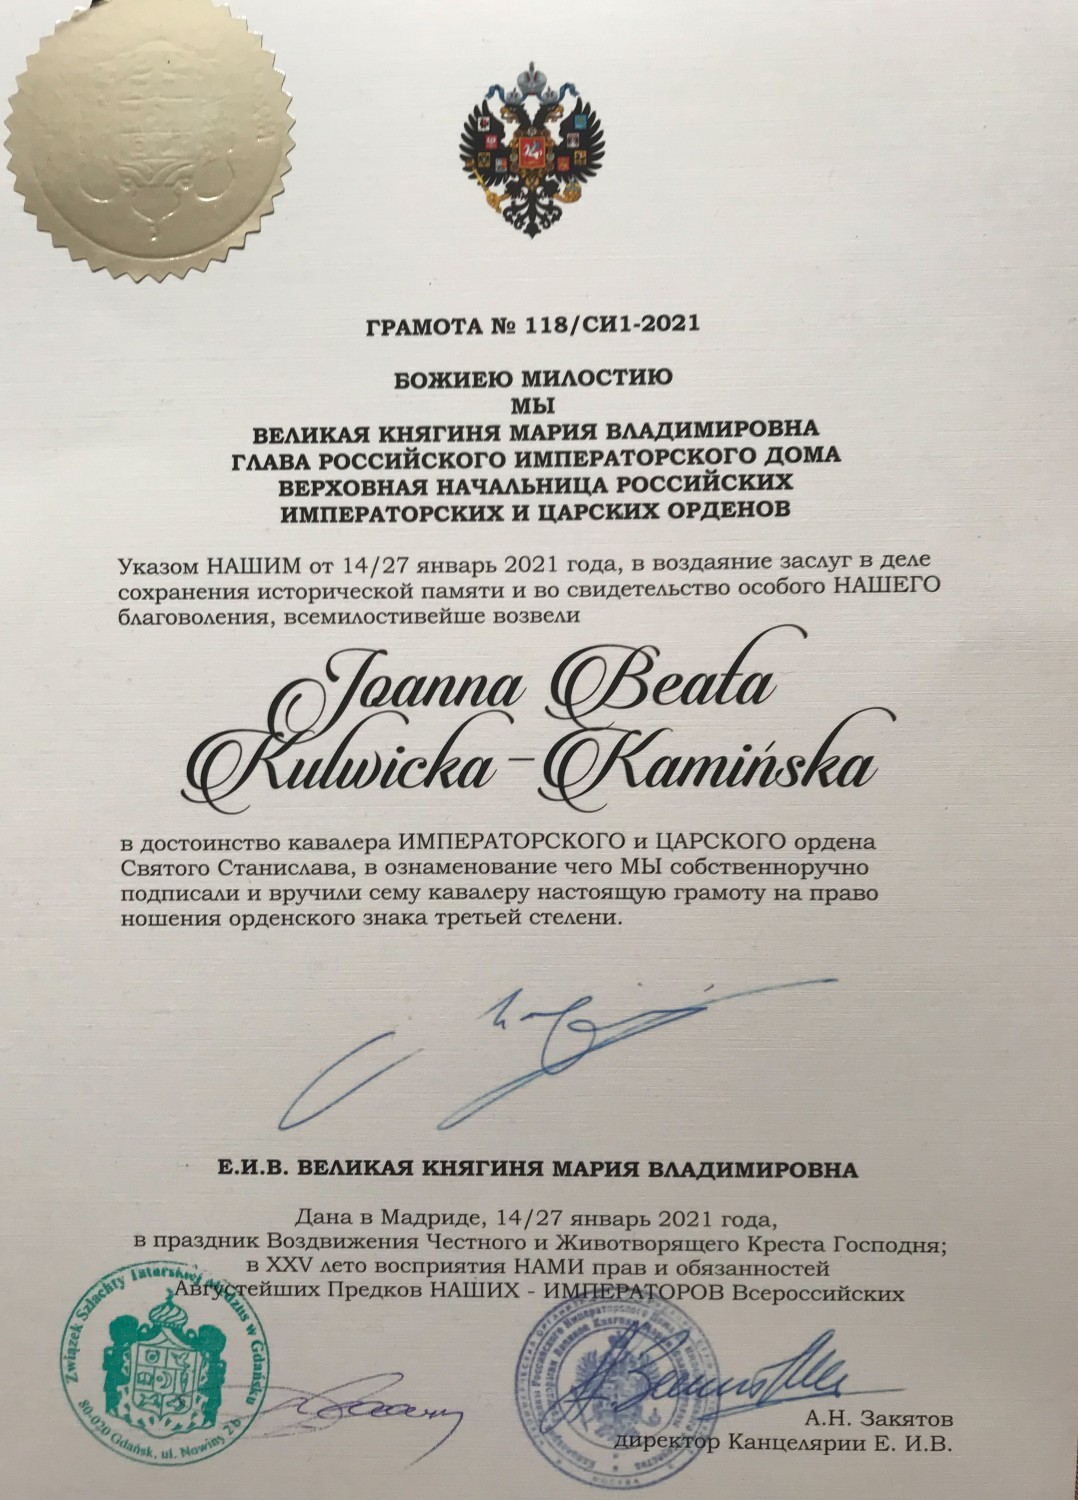 ГРАМОТА № 118/СИ1-2021
БОЖИЕЮ МИЛОСТИЮ
МЫ
ВЕЛИКАЯ КНЯГИНЯ МАРИЯ ВЛАДИМИРОВНА
ГЛАВА РОССИЙСКОГО ИМПЕРАТОРСКОГО ДОМА
ВЕРХОВНАЯ НАЧАЛЬНИЦА РОССИЙСКИХ
ИМПЕРАТОРСКИХ И ЦАРСКИХ ОРДЕНОВ
Указом НАШИМ от 14/27 январь 2021 года, в воздаяние заслуг в деле
сохранения исторической памяти и во свидетельство особого НАШЕГО
благоволения, всемилостивейше возвели
Joanna Beata
Kulwicka-Kamińska
в достоинство кавалера ИМПЕРАТОРСКОГО и ЦАРСКОГО ордена
Святого Станислава, в ознаменование чего МЫ собственноручно
подписали и вручили сему кавалеру настоящую грамоту на право
ношения орденского знака третьей стелени.
Е.И.В. ВЕЛИКАЯ КНЯГИНЯ МАРИЯ ВЛАДИМИРОВНА
Дана в Мадриде, 14/27 январь 2021 года,
в праздник Воздвижения Честного и Животворящего Креста Господня;
в XXV лето восприятия НАМИ прав и обязанностей
Августейших Предков НАШИХ - ИМПЕРАТОРОВ Всероссийских
Związek Szlachty Tatarskiej w Gdańsku
80-020 Gdańsk, ul. Nowiny 2b
А.Н. Закятов
директор Канцелярии Е. И.В.